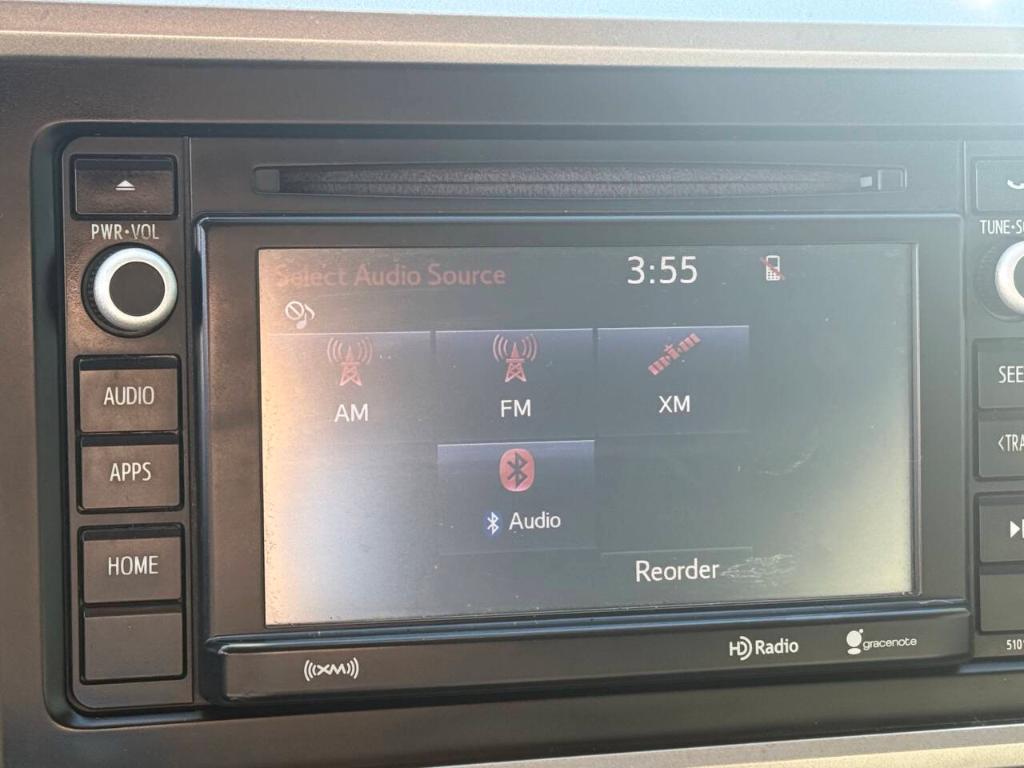 PWR•VOL
TUNE•S
Select Audio Source
3:55
AM
FM
XM
AUDIO
SEE
APPS
<TRA
Audio
HOME
Reorder
((XM))
HD Radio
gracenote
510